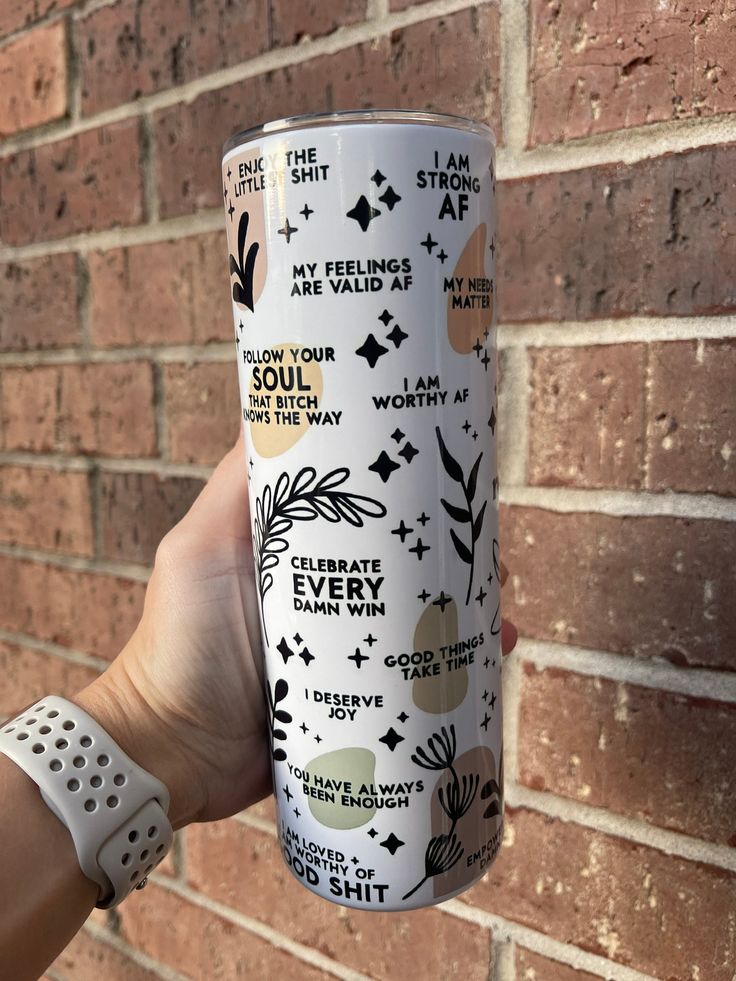 ENJOY THE
LITTLEST SHIT
I AM
STRONG
AF
MY FEELINGS
ARE VALID AF
MY NEEDS
MATTER
FOLLOW YOUR
SOUL
THAT BITCH
KNOWS THE WAY
I AM
WORTHY AF
CELEBRATE
EVERY
DAMN WIN
GOOD THINGS
TAKE TIME
I DESERVE
JOY
YOU HAVE ALWAYS
BEEN ENOUGH
I AM LOVED +
AM WORTHY OF
OOD SHIT